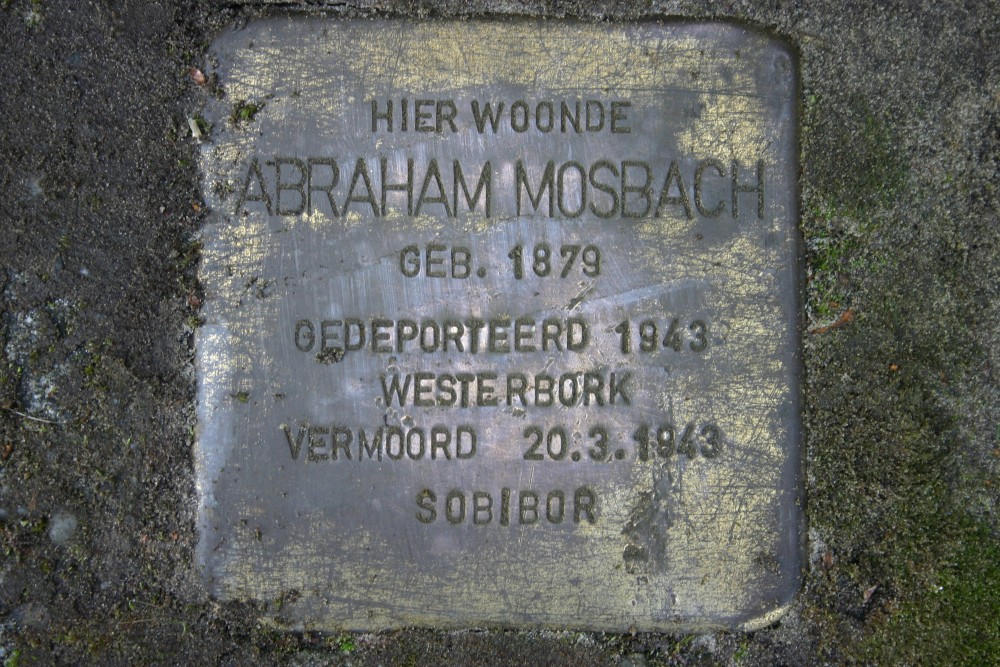 HIER WOONDE
ABRAHAM MOSBACH
GEB. 1879
GEDEPORTEERD 1943
WESTERBORK
VERMOORD 20.3.1943
SOBIBOR